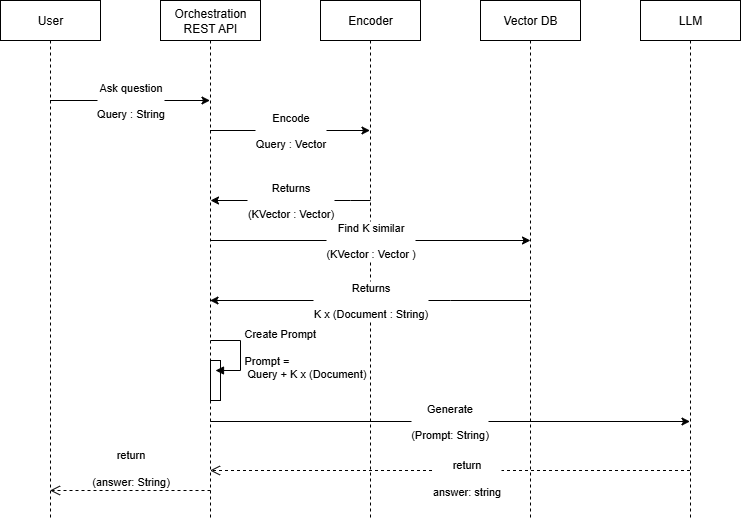 User
Orchestration
REST API
Encoder
Vector DB
LLM
Ask question
Query : String
Encode
Query : Vector
Returns
(KVector : Vector)
Find K similar
(KVector : Vector )
Returns
K x (Document : String)
Create Prompt
Prompt =
Query + K x (Document)
Generate
(Prompt: String)
return
answer: string
return
(answer: String)